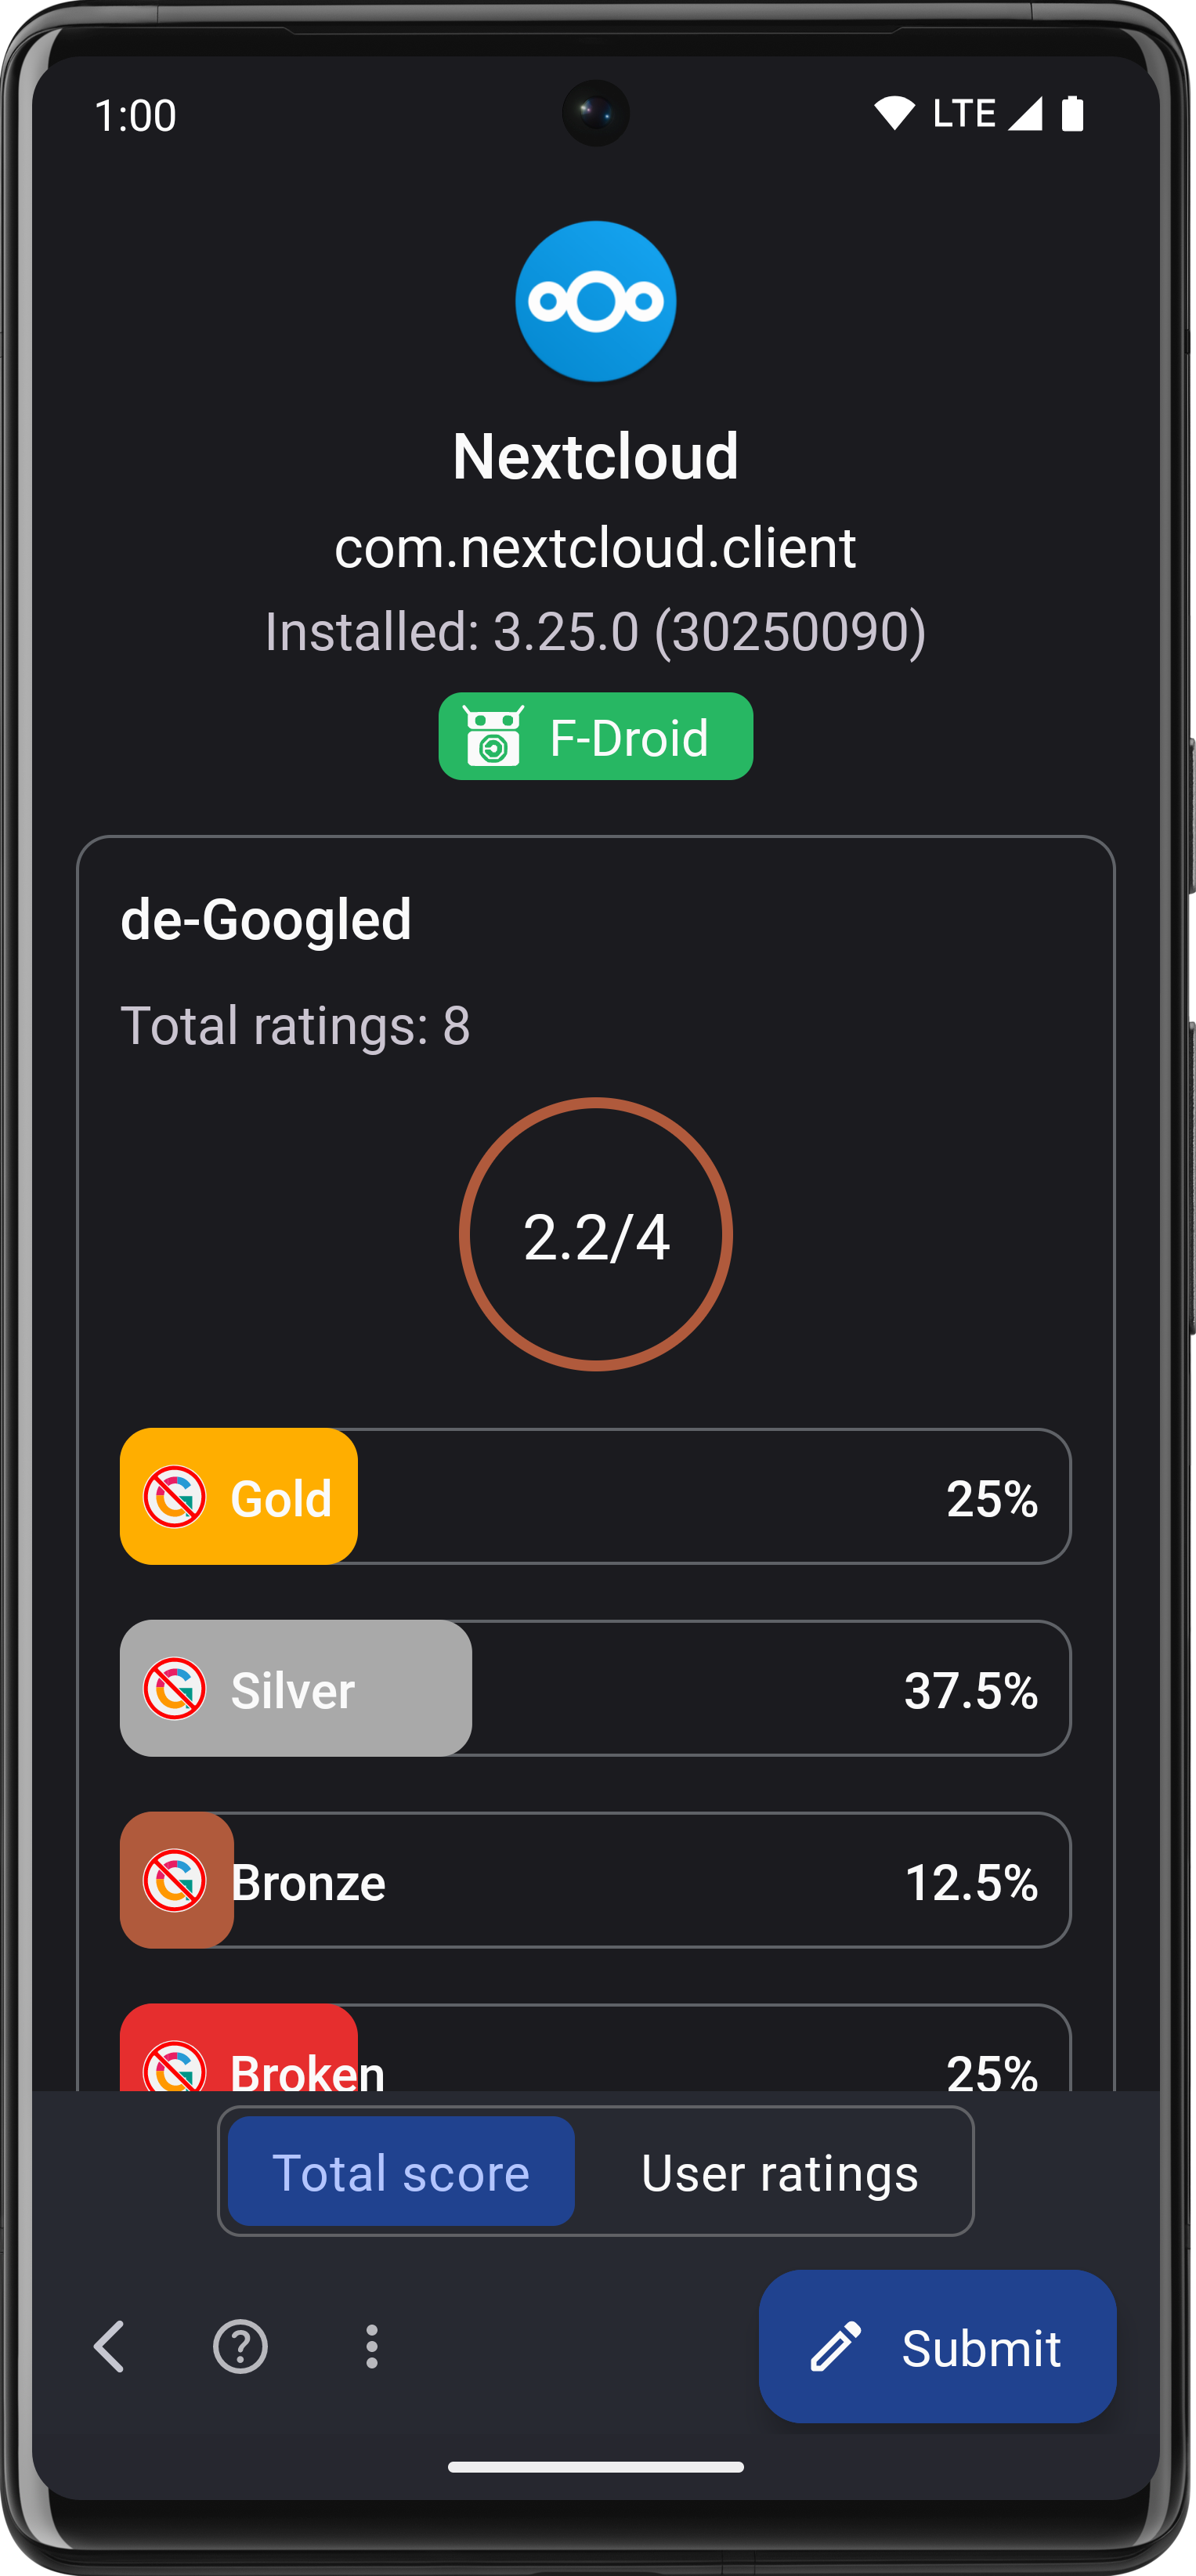 1:00
LTE
Nextcloud
com.nextcloud.client
Installed: 3.25.0 (30250090)
F-Droid
de-Googled
Total ratings: 8
2.2/4
Gold 25%
Silver 37.5%
Bronze 12.5%
Broken 25%
Total score User ratings
Submit